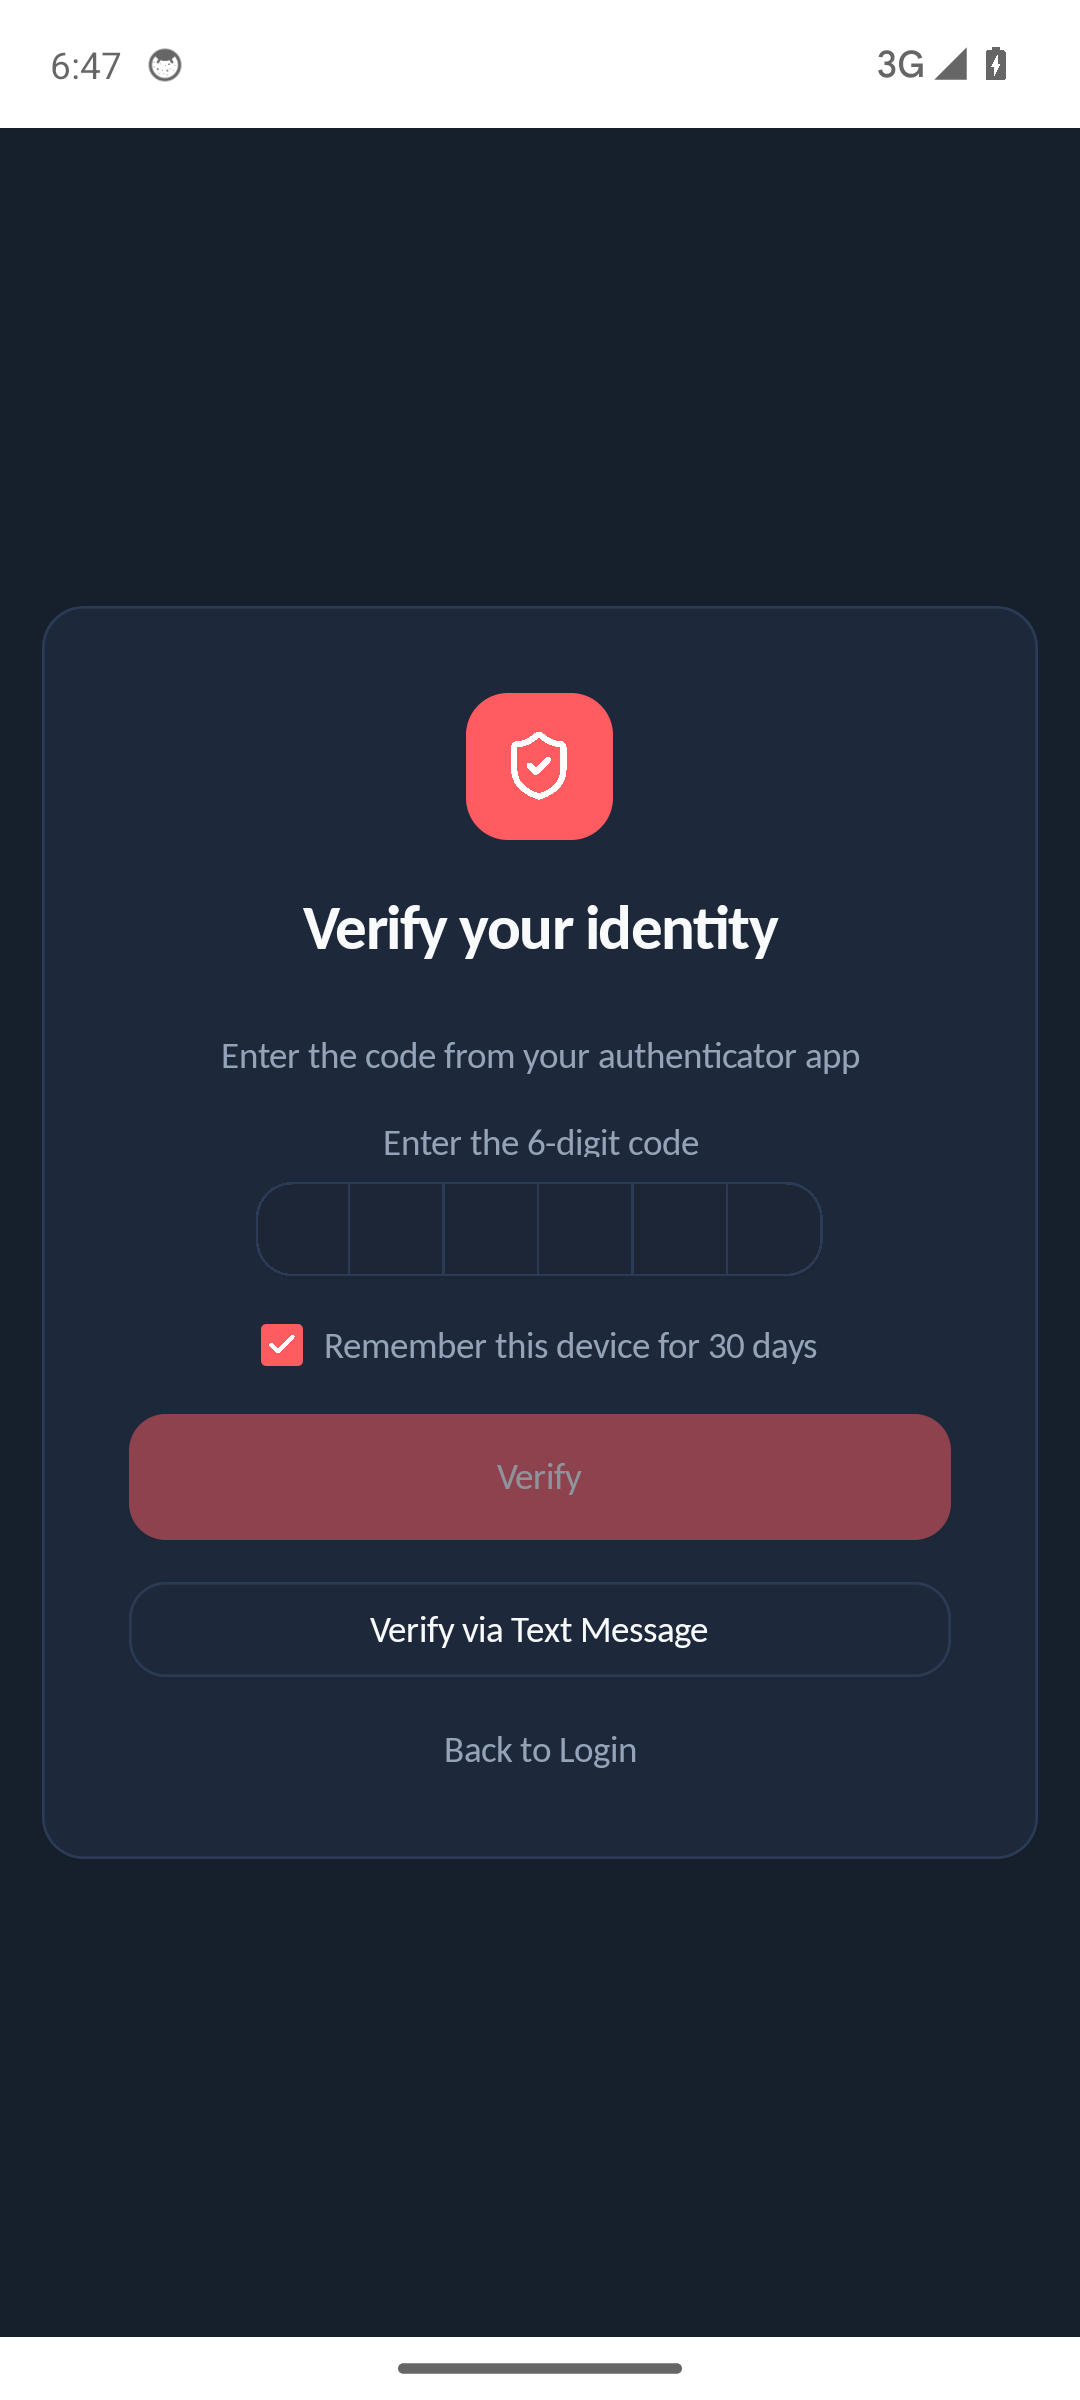 6:47
3G
Verify your identity
Enter the code from your authenticator app
Enter the 6-digit code
Remember this device for 30 days
Verify
Verify via Text Message
Back to Login